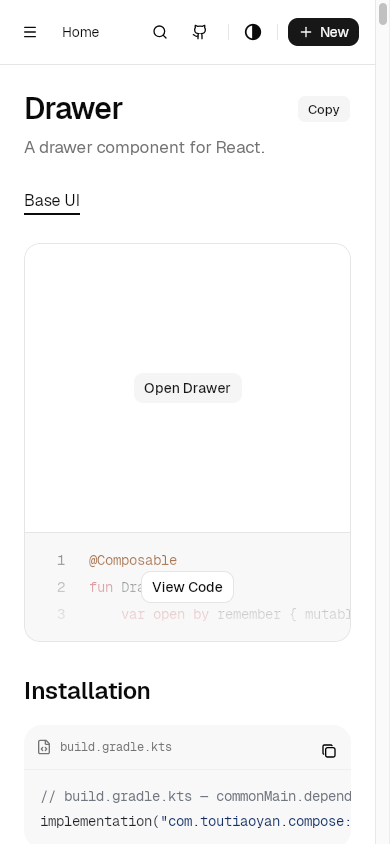 Home
New
Drawer
Copy
A drawer component for React.
Base UI
Open Drawer
1 @Composable
2 fun Dra
View Code
3 var open by remember { mutabl
Installation
build.gradle.kts
// build.gradle.kts — commonMain.depend
implementation("com.toutiaoyan.compose: